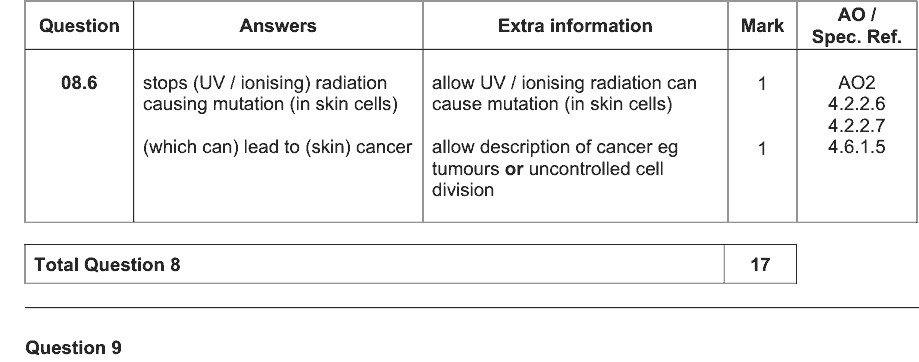 Question Answers Extra information Mark AO /
Spec. Ref.
08.6 stops (UV / ionising) radiation allow UV / ionising radiation can 1 AO2
causing mutation (in skin cells) cause mutation (in skin cells) 4.2.2.6
4.2.2.7
(which can) lead to (skin) cancer allow description of cancer eg 1 4.6.1.5
tumours or uncontrolled cell
division
Total Question 8 17
Question 9